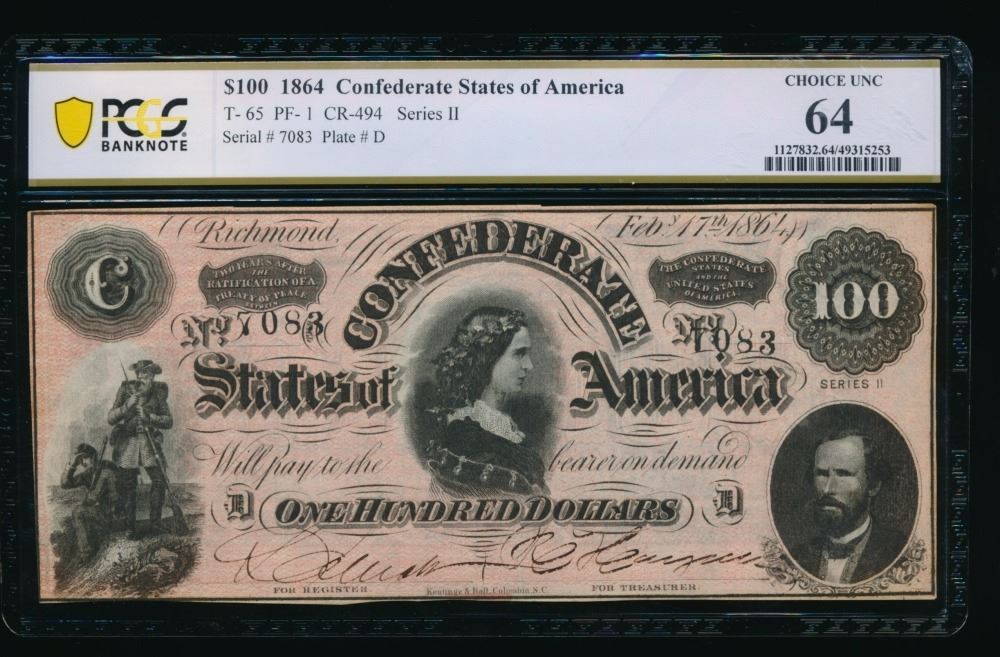 $100 1864 Confederate States of America
T- 65 PF- 1 CR-494 Series II
Serial # 7083 Plate # D
PCGS
BANKNOTE
CHOICE UNC
64
1127832.64/49315253
Richmond,
Feby. 17th 1864
C
TWO YEARS AFTER
THE
RATIFICATION OF A
TREATY OF PEACE
BETWEEN
CONFEDERATE
THE CONFEDERATE
STATES
AND THE
UNITED STATES
OF AMERICA.
100
No 7083
No 7083
States of America
SERIES II
Will pay to the bearer on demand
D ONE HUNDRED DOLLARS D
FOR REGISTER.
Keatinge & Ball, Columbia, S.C.
FOR TREASURER.